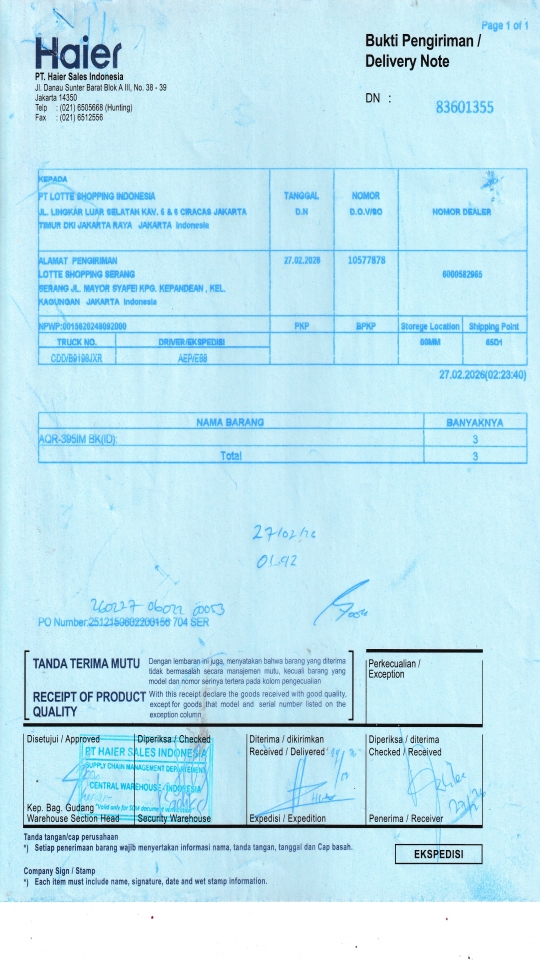 Page 1 of 1
Haier
Bukti Pengiriman /
Delivery Note
PT. Haier Sales Indonesia
Jl. Danau Sunter Barat Blok A III, No. 38 - 39
Jakarta 14350
Telp : (021) 6505668 (Hunting)
Fax : (021) 6512556
DN : 83601355
KEPADA
PT LOTTE SHOPPING INDONESIA
JL. LINGKAR LUAR SELATAN KAV. 5 & 6 CIRACAS JAKARTA
TIMUR DKI JAKARTA RAYA JAKARTA Indonesia
TANGGAL
D.N
NOMOR
D.O.V/SO
NOMOR DEALER
ALAMAT PENGIRIMAN
LOTTE SHOPPING SERANG
SERANG JL. MAYOR SYAFEI KPG. KEPANDEAN , KEL.
KAGUNGAN JAKARTA Indonesia
27.02.2026
10577878
6000582965
NPWP:0015620248092000
PKP
BPKP
Storege Location
Shipping Point
TRUCK NO.
DRIVER/EKSPEDISI
00MM
65D1
CDD/B9198JXR
AEP/E88
27.02.2026(02:23:40)
NAMA BARANG
BANYAKNYA
AQR-395IM BK(ID):
3
Total
3
27/02/26
PO Number:2512150602200156 704 SER
TANDA TERIMA MUTU
Dengan lembaran ini juga, menyatakan bahwa barang yang diterima
tidak bermasalah secara manajemen mutu, kecuali barang yang
model dan nomor serinya tertera pada kolom pengecualian
RECEIPT OF PRODUCT
QUALITY
With this receipt declare the goods received with good quality,
except for goods that model and serial number listed on the
exception column
Perkecualian /
Exception
Disetujui / Approved
Diperiksa / Checked
Diterima / dikirimkan
Received / Delivered
Diperiksa / diterima
Checked / Received
PT HAIER SALES INDONESIA
SUPPLY CHAIN MANAGEMENT DEPARTEMENT
CENTRAL WAREHOUSE - INDONESIA
Kep. Bag. Gudang
Warehouse Section Head
Security Warehouse
Expedisi / Expedition
Penerima / Receiver
Tanda tangan/cap perusahaan
*) Setiap penerimaan barang wajib menyertakan informasi nama, tanda tangan, tanggal dan Cap basah.
EKSPEDISI
Company Sign / Stamp
*) Each item must include name, signature, date and wet stamp information.